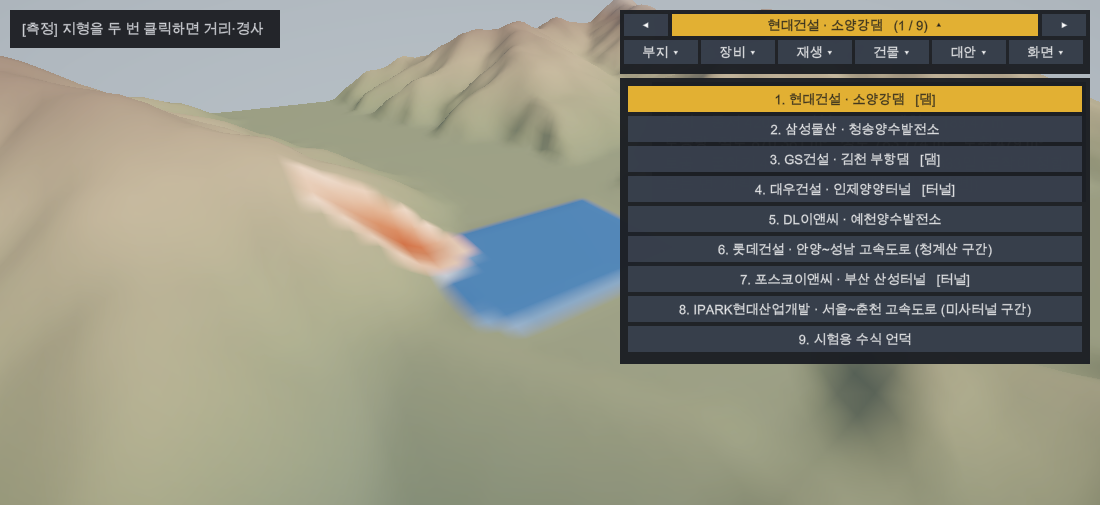 [측정] 지형을 두 번 클릭하면 거리·경사
◂ 현대건설 · 소양강댐 (1 / 9) ▴ ▸
부지 ▾ 장비 ▾ 재생 ▾ 건물 ▾ 대안 ▾ 화면 ▾
1. 현대건설 · 소양강댐 [댐]
2. 삼성물산 · 청송양수발전소
3. GS건설 · 김천 부항댐 [댐]
4. 대우건설 · 인제양양터널 [터널]
5. DL이앤씨 · 예천양수발전소
6. 롯데건설 · 안양~성남 고속도로 (청계산 구간)
7. 포스코이앤씨 · 부산 산성터널 [터널]
8. IPARK현대산업개발 · 서울~춘천 고속도로 (미사터널 구간)
9. 시험용 수식 언덕